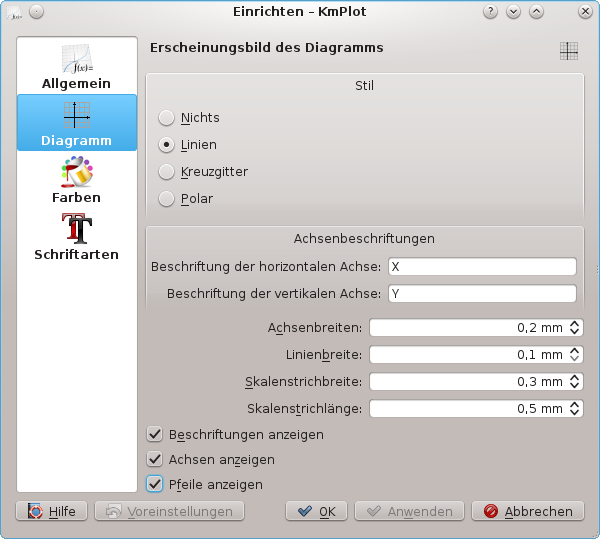 Einrichten – KmPlot
Allgemein
Diagramm
Farben
Schriftarten
Erscheinungsbild des Diagramms
Stil
Nichts
Linien
Kreuzgitter
Polar
Achsenbeschriftungen
Beschriftung der horizontalen Achse: X
Beschriftung der vertikalen Achse: Y
Achsenbreiten: 0,2 mm
Linienbreite: 0,1 mm
Skalenstrichbreite: 0,3 mm
Skalenstrichlänge: 0,5 mm
Beschriftungen anzeigen
Achsen anzeigen
Pfeile anzeigen
Hilfe Voreinstellungen OK Anwenden Abbrechen